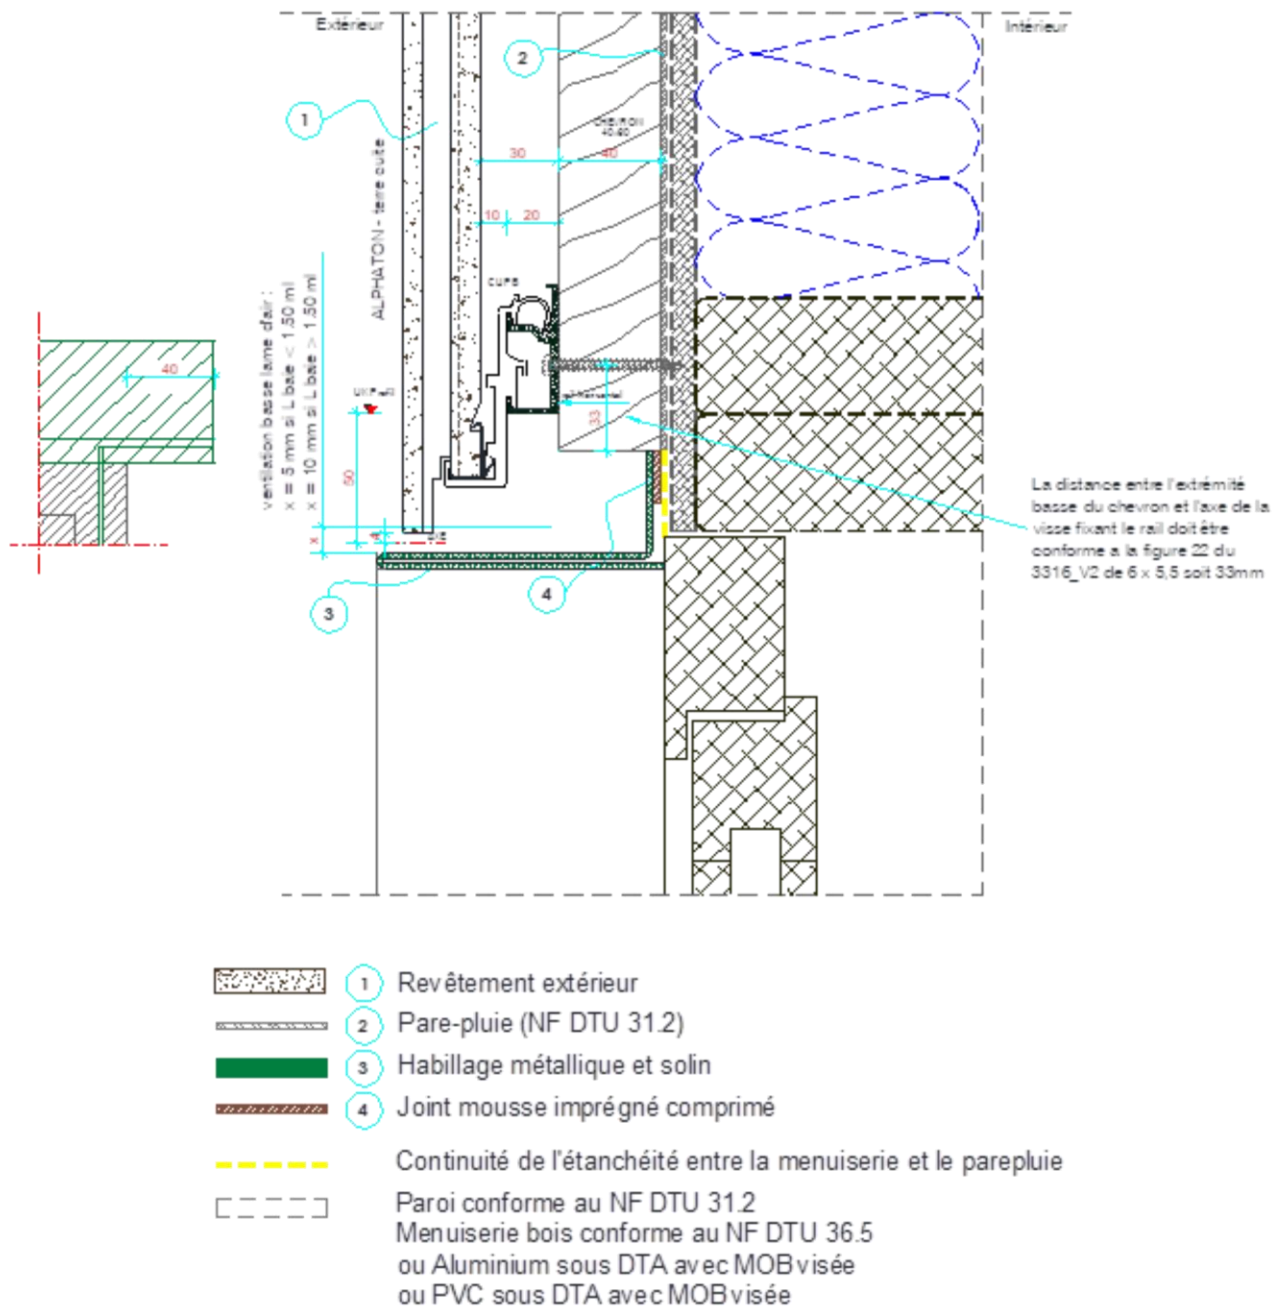 Extérieur
Intérieur
1
2
CHEVRON
40.60
30
40
10
20
ALPHATON - terre cuite
ventilation basse lame d'air :
x = 5 mm si L baie < 1.50 ml
x = 10 mm si L baie > 1.50 ml
40
50
33
x
AXE
3
4
La distance entre l'extrémité
basse du chevron et l'axe de la
visse fixant le rail doit être
conforme a la figure 22 du
3316_V2 de 6 x 5,5 soit 33mm
1 Revêtement extérieur
2 Pare-pluie (NF DTU 31.2)
3 Habillage métallique et solin
4 Joint mousse imprégné comprimé
Continuité de l'étanchéité entre la menuiserie et le parepluie
Paroi conforme au NF DTU 31.2
Menuiserie bois conforme au NF DTU 36.5
ou Aluminium sous DTA avec MOB visée
ou PVC sous DTA avec MOB visée